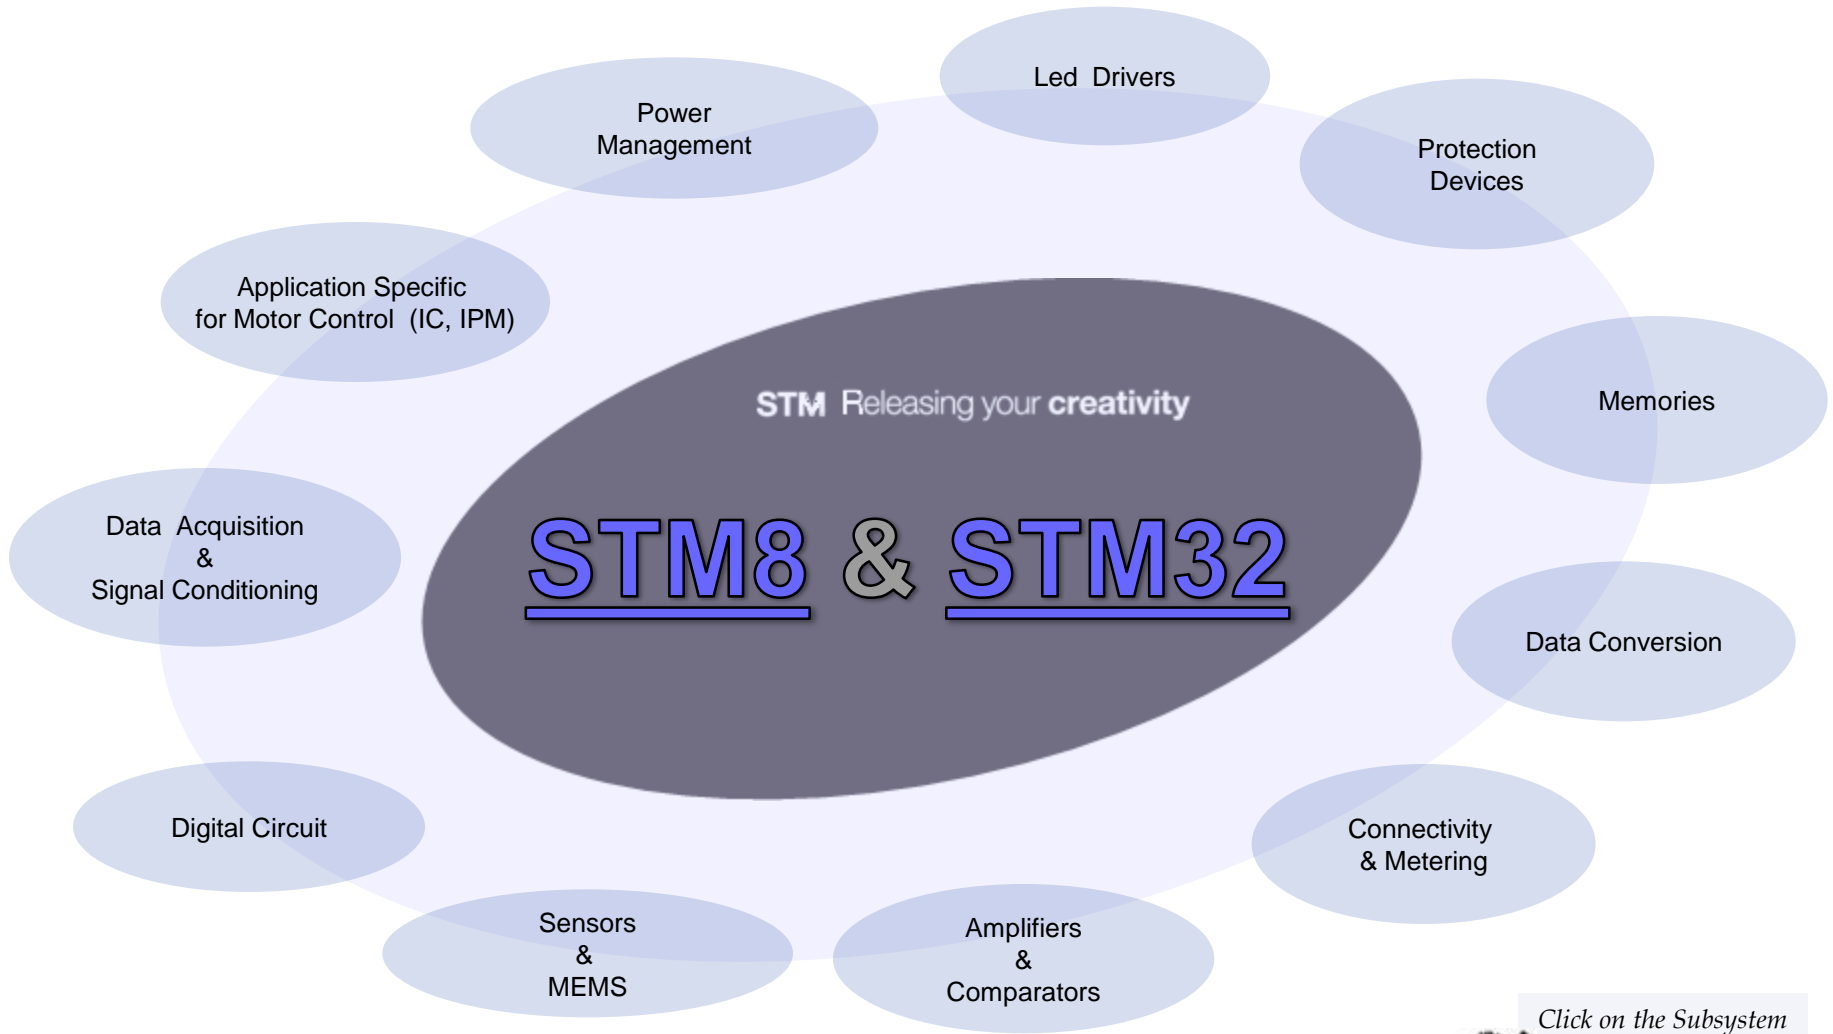 Led Drivers
Power
Management
Protection
Devices
Application Specific
for Motor Control (IC, IPM)
STM Releasing your creativity
Memories
Data Acquisition
&
Signal Conditioning
STM8 & STM32
Data Conversion
Digital Circuit
Connectivity
& Metering
Sensors
&
MEMS
Amplifiers
&
Comparators
Click on the Subsystem